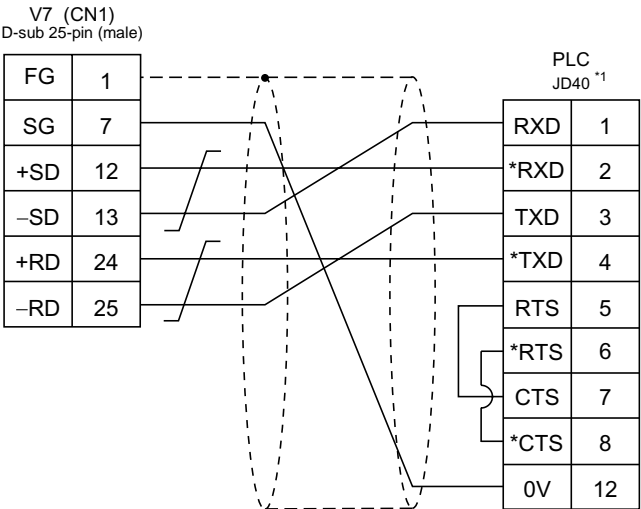 V7 (CN1)
D-sub 25-pin (male)
FG 1
SG 7
+SD 12
−SD 13
+RD 24
−RD 25
PLC
JD40 *1
RXD 1
*RXD 2
TXD 3
*TXD 4
RTS 5
*RTS 6
CTS 7
*CTS 8
0V 12